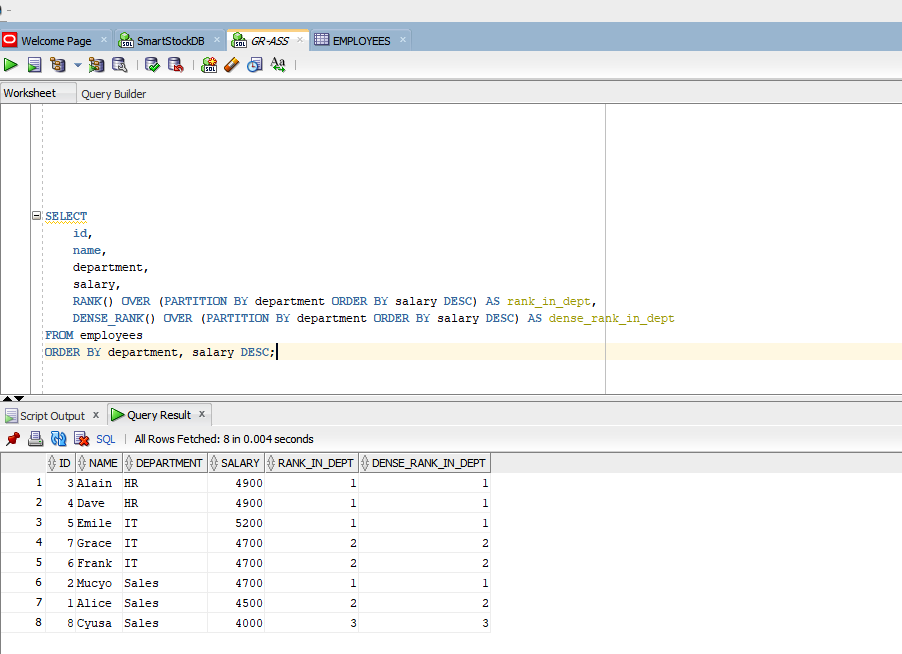 Welcome Page × SmartStockDB × GR-ASS × EMPLOYEES ×
Worksheet Query Builder
SELECT
id,
name,
department,
salary,
RANK() OVER (PARTITION BY department ORDER BY salary DESC) AS rank_in_dept,
DENSE_RANK() OVER (PARTITION BY department ORDER BY salary DESC) AS dense_rank_in_dept
FROM employees
ORDER BY department, salary DESC;
Script Output × Query Result ×
SQL | All Rows Fetched: 8 in 0.004 seconds
ID NAME DEPARTMENT SALARY RANK_IN_DEPT DENSE_RANK_IN_DEPT
1 3 Alain HR 4900 1 1
2 4 Dave HR 4900 1 1
3 5 Emile IT 5200 1 1
4 7 Grace IT 4700 2 2
5 6 Frank IT 4700 2 2
6 2 Mucyo Sales 4700 1 1
7 1 Alice Sales 4500 2 2
8 8 Cyusa Sales 4000 3 3